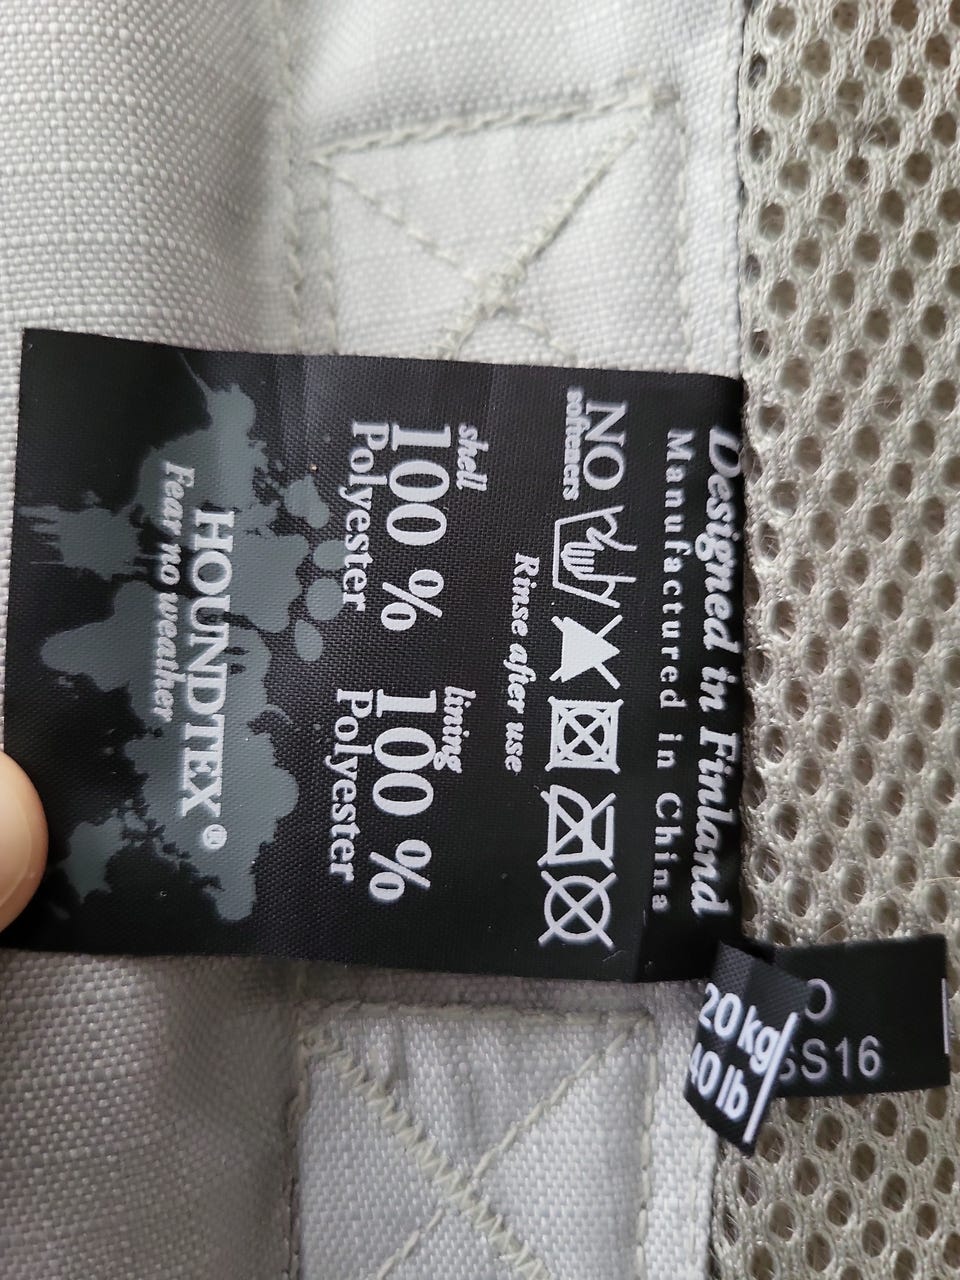 Designed in Finland
Manufactured in China
NO
softeners
Rinse after use
shell
100 %
Polyester
lining
100 %
Polyester
HOUNDTEX®
Fear no weather
20 kg/
40 lb
SS16